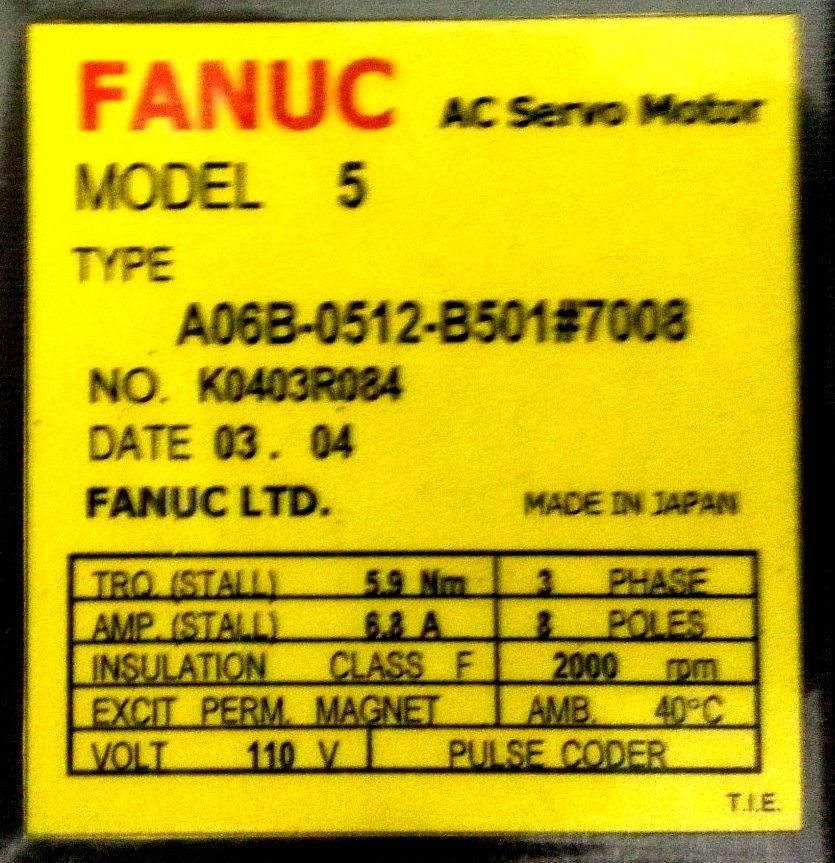 FANUC AC Servo Motor
MODEL 5
TYPE
A06B-0512-B501#7008
NO. K0403R084
DATE 03. 04
FANUC LTD. MADE IN JAPAN
TRQ. (STALL) 5.9 Nm 3 PHASE
AMP. (STALL) 6.8 A 8 POLES
INSULATION CLASS F 2000 rpm
EXCIT PERM. MAGNET AMB. 40°C
VOLT 110 V PULSE CODER
T.I.E.